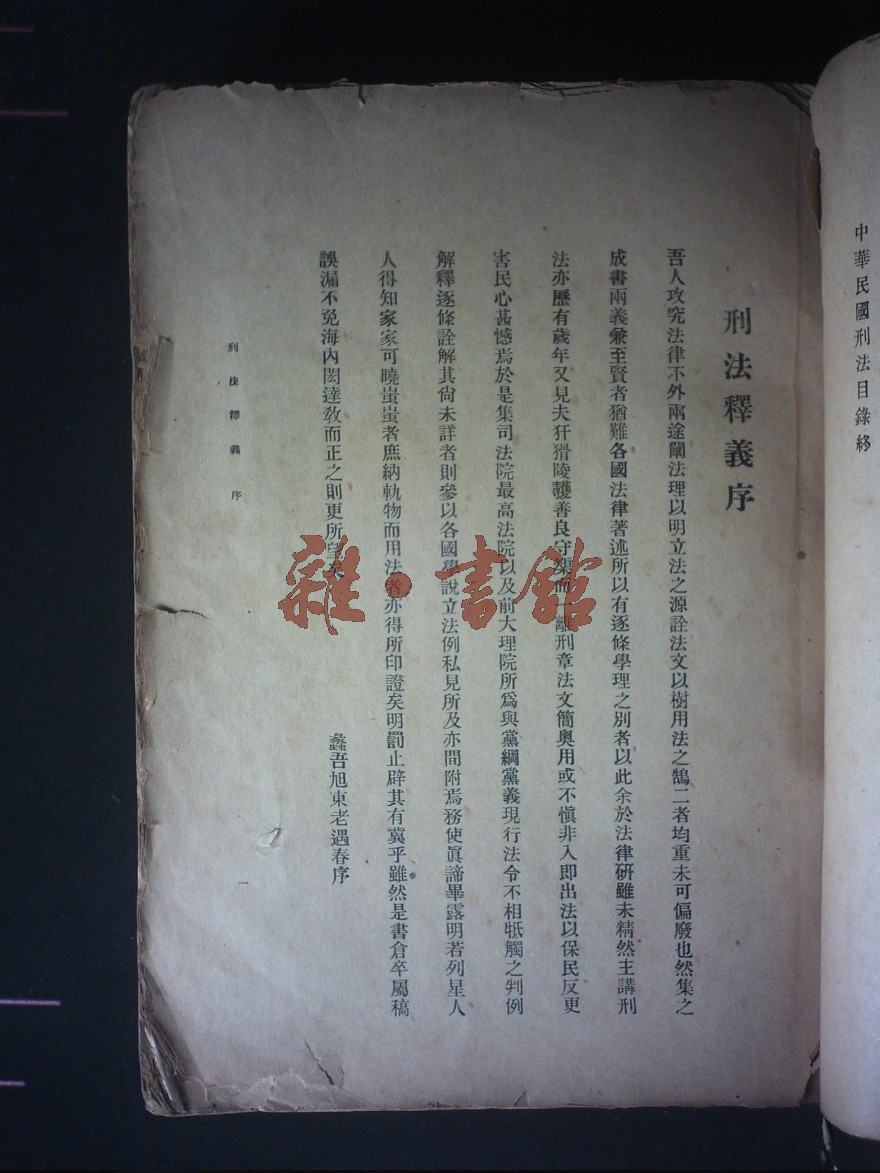 中華民國刑法目錄終
刑法釋義序
吾人攻究法律不外兩途闡法理以明立法之源詮法文以樹用法之鵠二者均重未可偏廢也然集之
成書兩義兼至賢者猶難各國法律著述所以有逐條學理之別者以此余於法律研雖未精然主講刑
法亦歷有歲年又見夫犴猾陵護善良守渠而一離刑章法文簡奧用或不愼非入即出法以保民反更
害民心甚憾焉於是集司法院最高法院以及前大理院所爲與黨綱黨義現行法令不相牴觸之判例
解釋逐條詮解其尙未詳者則參以各國學說立法例私見所及亦間附焉務使眞諦畢露明若列星人
人得知家家可曉蚩蚩者庶納軌物而用法者亦得所印證矣明罰止辟其有冀乎雖然是書倉卒屬稿
誤漏不免海內閎達敎而正之則更所望矣
蠡吾旭東老遇春序
刑法釋義序
一
雜·書館